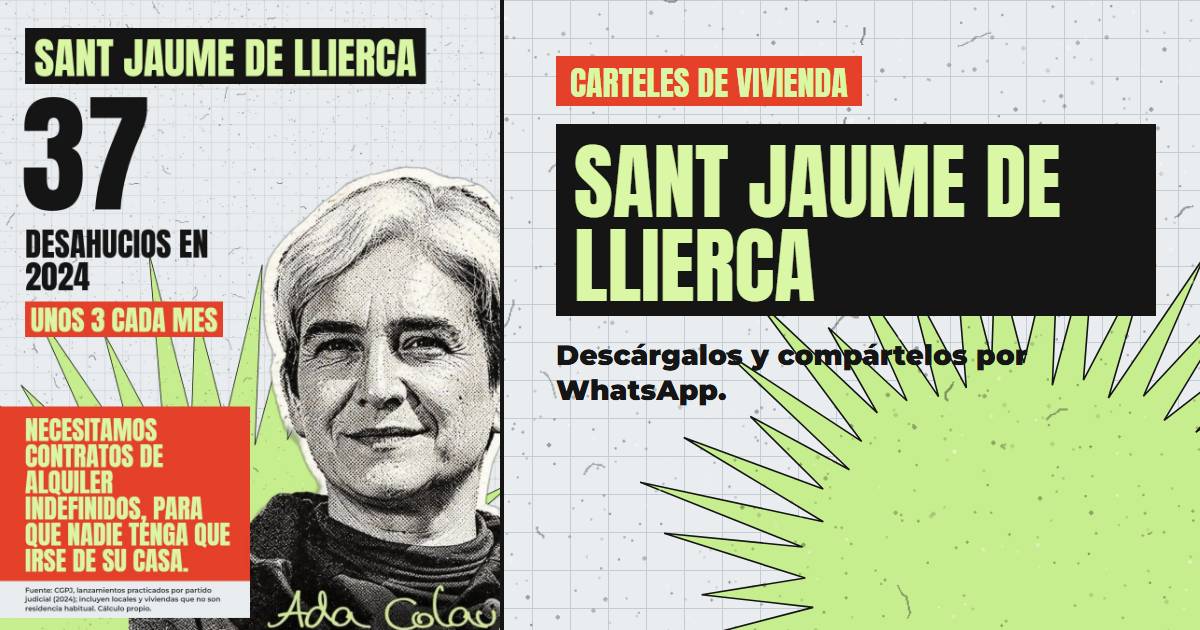 SANT JAUME DE LLIERCA
37
DESAHUCIOS EN
2024
UNOS 3 CADA MES
NECESITAMOS
CONTRATOS DE
ALQUILER
INDEFINIDOS, PARA
QUE NADIE TENGA QUE
IRSE DE SU CASA.
Fuente: CGPJ, lanzamientos practicados por partido
judicial (2024); incluyen locales y viviendas que no son
residencia habitual. Cálculo propio.
Ada Colau
CARTELES DE VIVIENDA
SANT JAUME DE
LLIERCA
Descárgalos y compártelos por
WhatsApp.